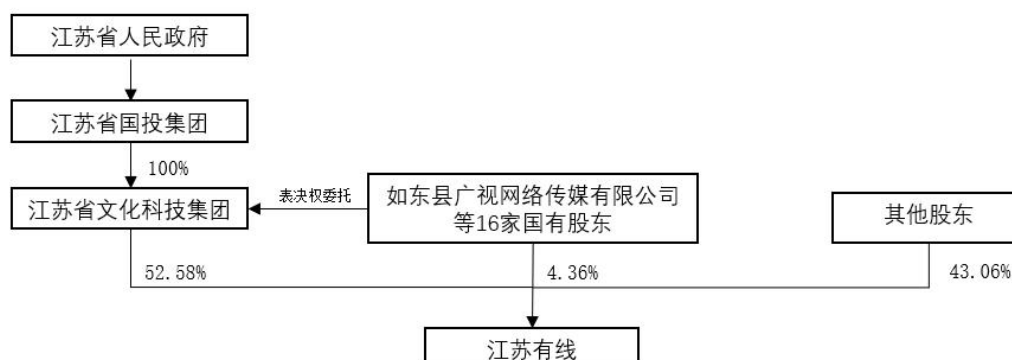 江苏省人民政府
江苏省国投集团
100%
江苏省文化科技集团
表决权委托
如东县广视网络传媒有限公司
等16家国有股东
其他股东
52.58%
4.36%
43.06%
江苏有线